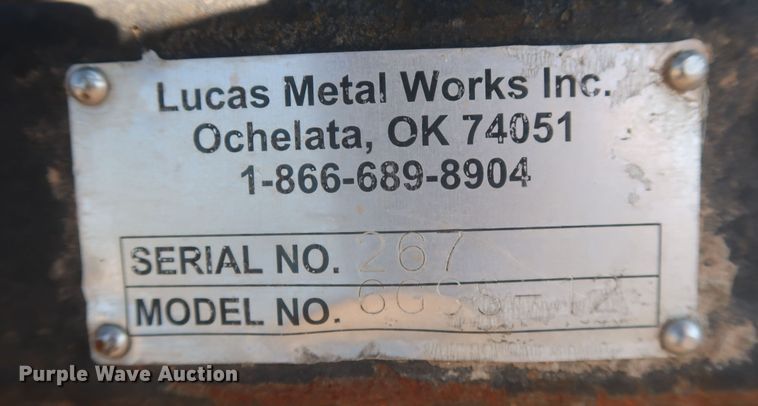 Lucas Metal Works Inc.
Ochelata, OK 74051
1-866-689-8904
SERIAL NO. 267
MODEL NO.
Purple Wave Auction